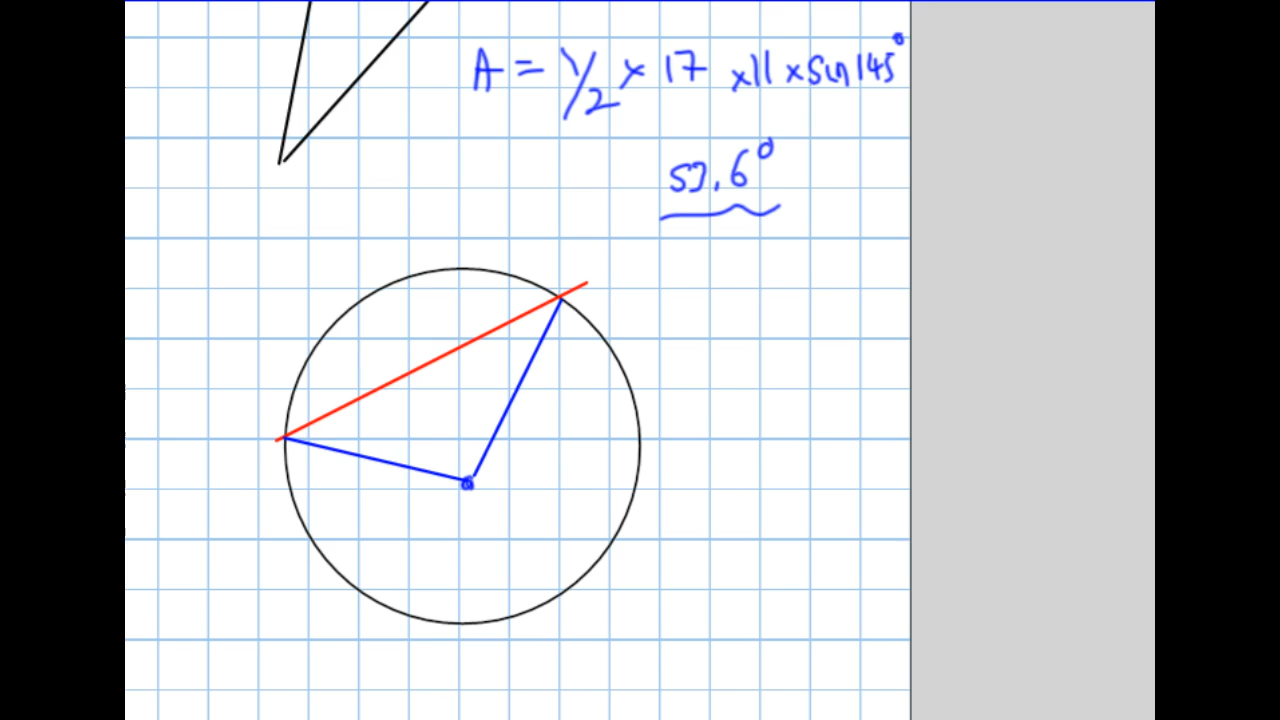 A = 1/2 × 17 × 11 × sin 145°
53.6°